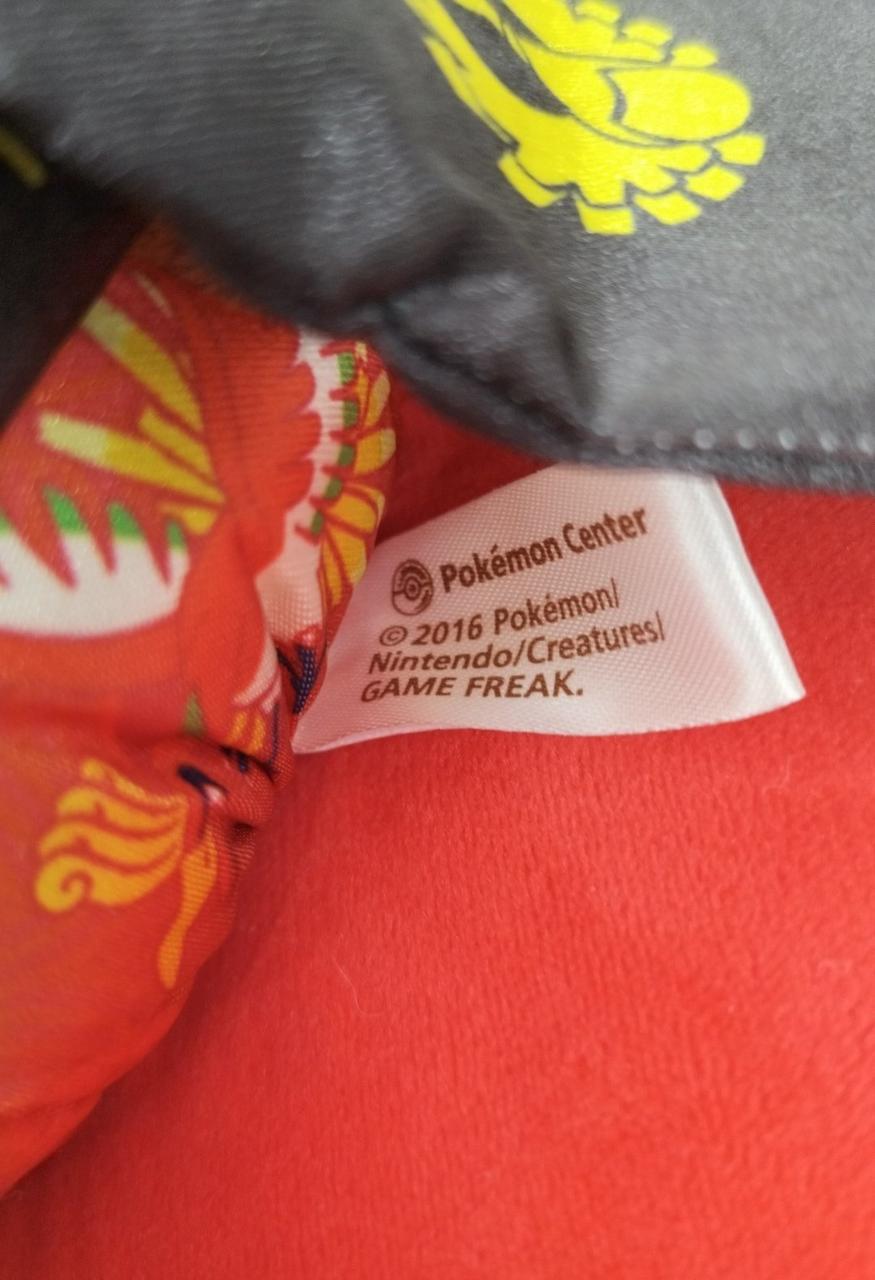 Pokémon Center
© 2016 Pokémon/
Nintendo/Creatures/
GAME FREAK.